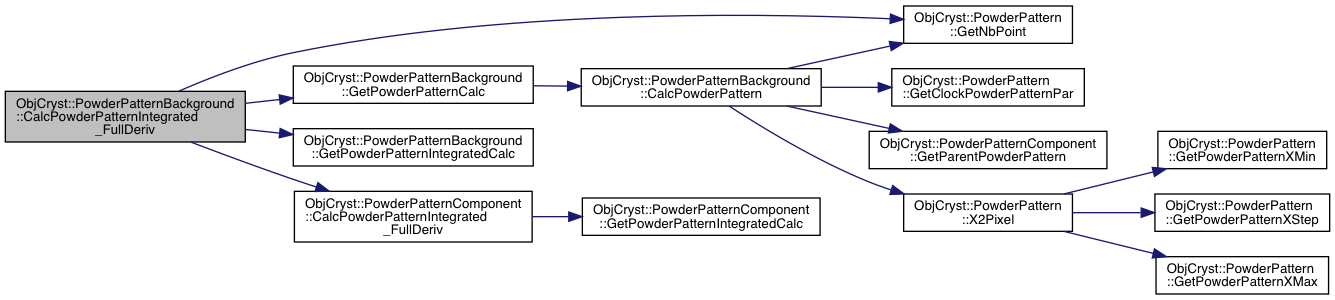 ObjCryst::PowderPatternBackground
::CalcPowderPatternIntegrated
_FullDeriv
ObjCryst::PowderPatternBackground
::GetPowderPatternCalc
ObjCryst::PowderPatternBackground
::GetPowderPatternIntegratedCalc
ObjCryst::PowderPatternComponent
::CalcPowderPatternIntegrated
_FullDeriv
ObjCryst::PowderPatternBackground
::CalcPowderPattern
ObjCryst::PowderPatternComponent
::GetPowderPatternIntegratedCalc
ObjCryst::PowderPattern
::GetNbPoint
ObjCryst::PowderPattern
::GetClockPowderPatternPar
ObjCryst::PowderPatternComponent
::GetParentPowderPattern
ObjCryst::PowderPattern
::X2Pixel
ObjCryst::PowderPattern
::GetPowderPatternXMin
ObjCryst::PowderPattern
::GetPowderPatternXStep
ObjCryst::PowderPattern
::GetPowderPatternXMax